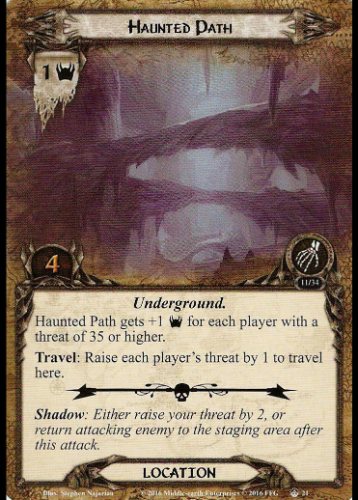 Haunted Path
1
4
11/34
Underground.
Haunted Path gets +1 for each player with a
threat of 35 or higher.
Travel: Raise each player's threat by 1 to travel
here.
Shadow: Either raise your threat by 2, or
return attacking enemy to the staging area after
this attack.
Illus. Stephen Najarian © 2016 Middle-earth Enterprises © 2016 FFG 21
LOCATION